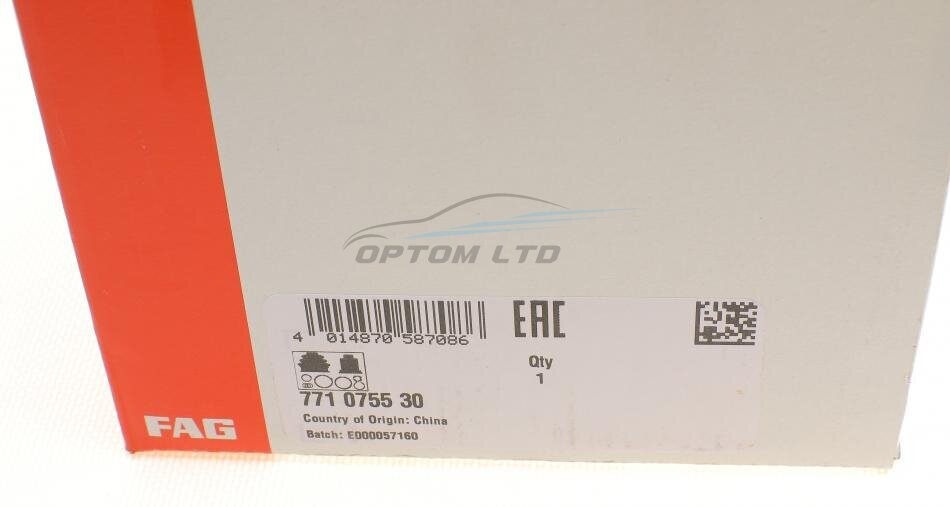 OPTOM LTD
4 014870 587086
EAC
Qty
1
771 0755 30
Country of Origin: China
Batch: E000057160
FAG